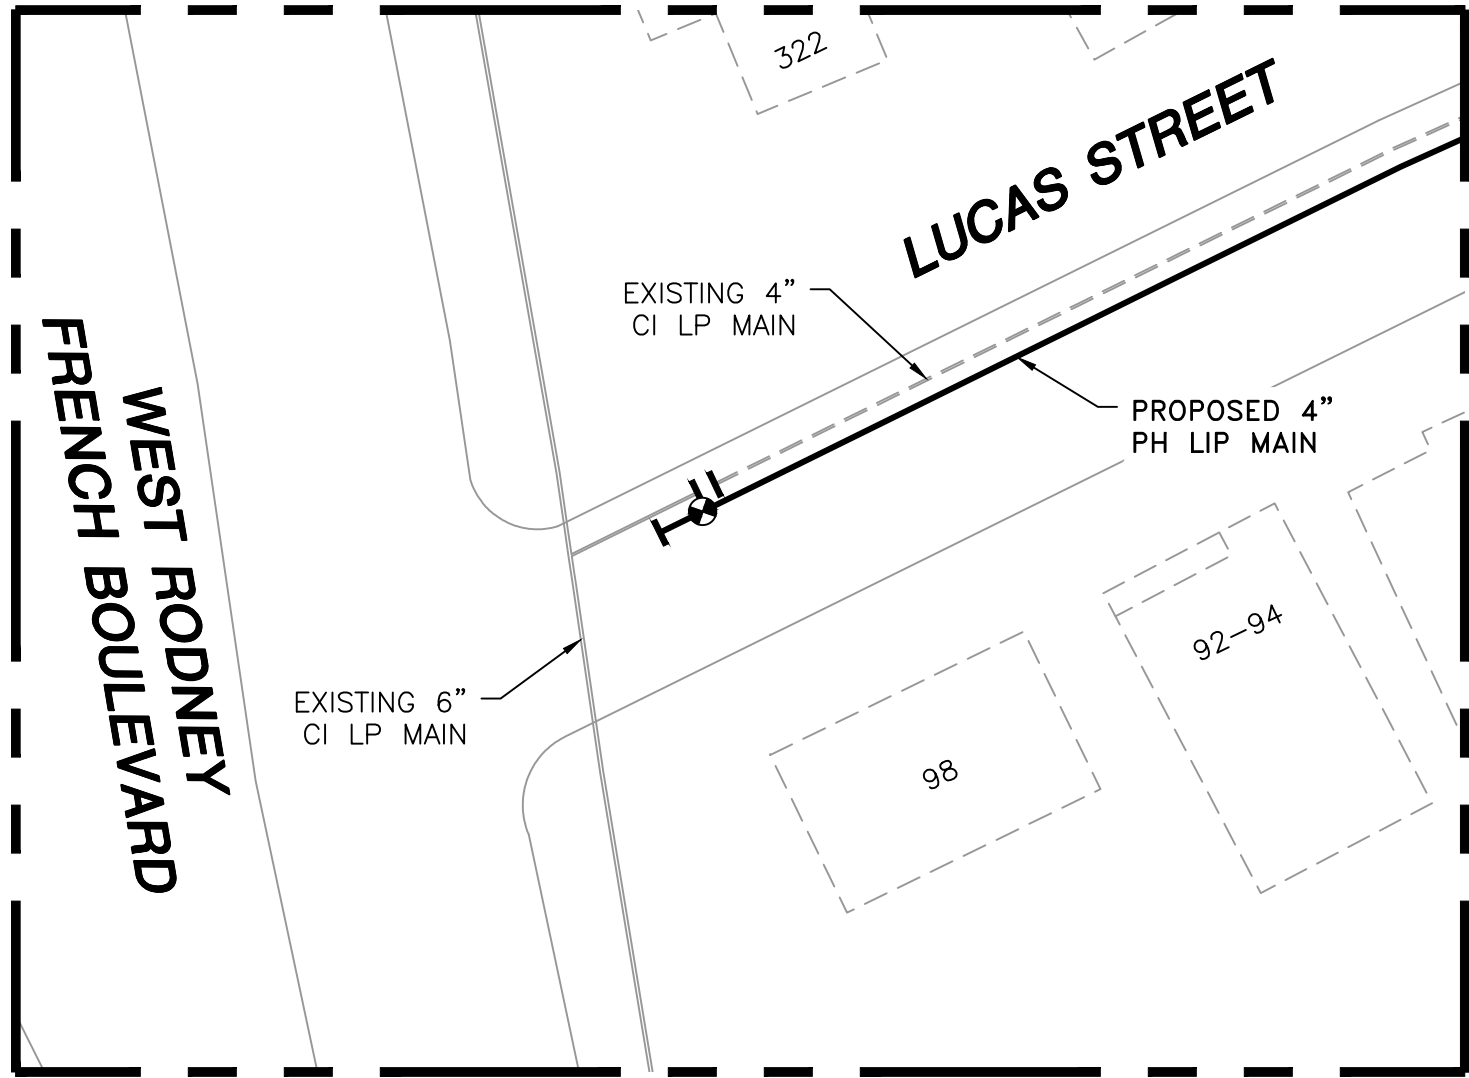 322
LUCAS STREET
EXISTING 4”
CI LP MAIN
PROPOSED 4”
PH LIP MAIN
WEST RODNEY
FRENCH BOULEVARD
92-94
EXISTING 6”
CI LP MAIN
98